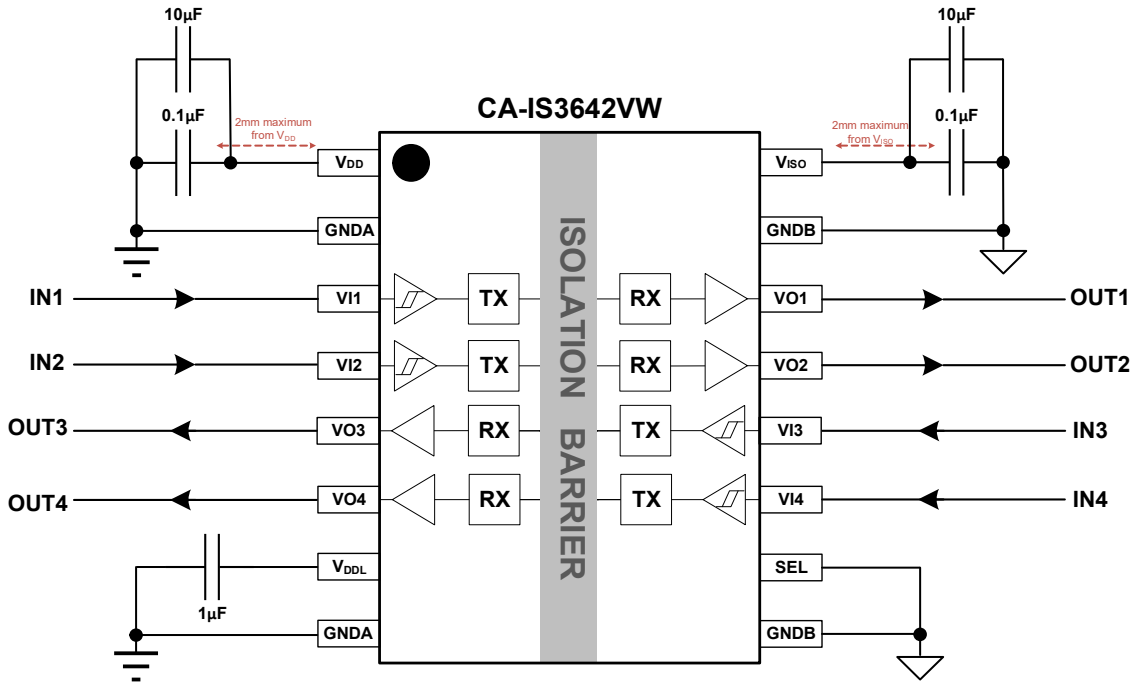 10µF
10µF
0.1µF
0.1µF
CA-IS3642VW
2mm maximum
from VDD
2mm maximum
from VISO
VDD
VISO
GNDA
GNDB
ISOLATION BARRIER
IN1
VI1
TX
RX
VO1
OUT1
IN2
VI2
TX
RX
VO2
OUT2
OUT3
VO3
RX
TX
VI3
IN3
OUT4
VO4
RX
TX
VI4
IN4
VDDL
SEL
1µF
GNDA
GNDB